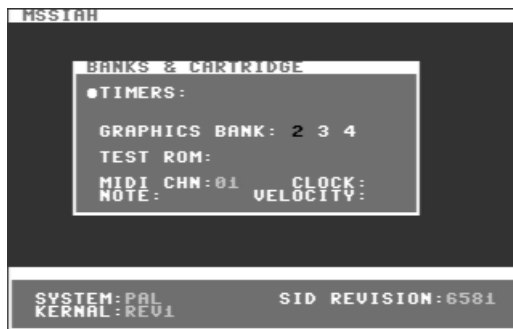 MSSIAH
BANKS & CARTRIDGE
TIMERS:
GRAPHICS BANK: 2 3 4
TEST ROM:
MIDI CHN:01 CLOCK:
NOTE: VELOCITY:
SYSTEM:PAL SID REVISION:6581
KERNAL:REV1